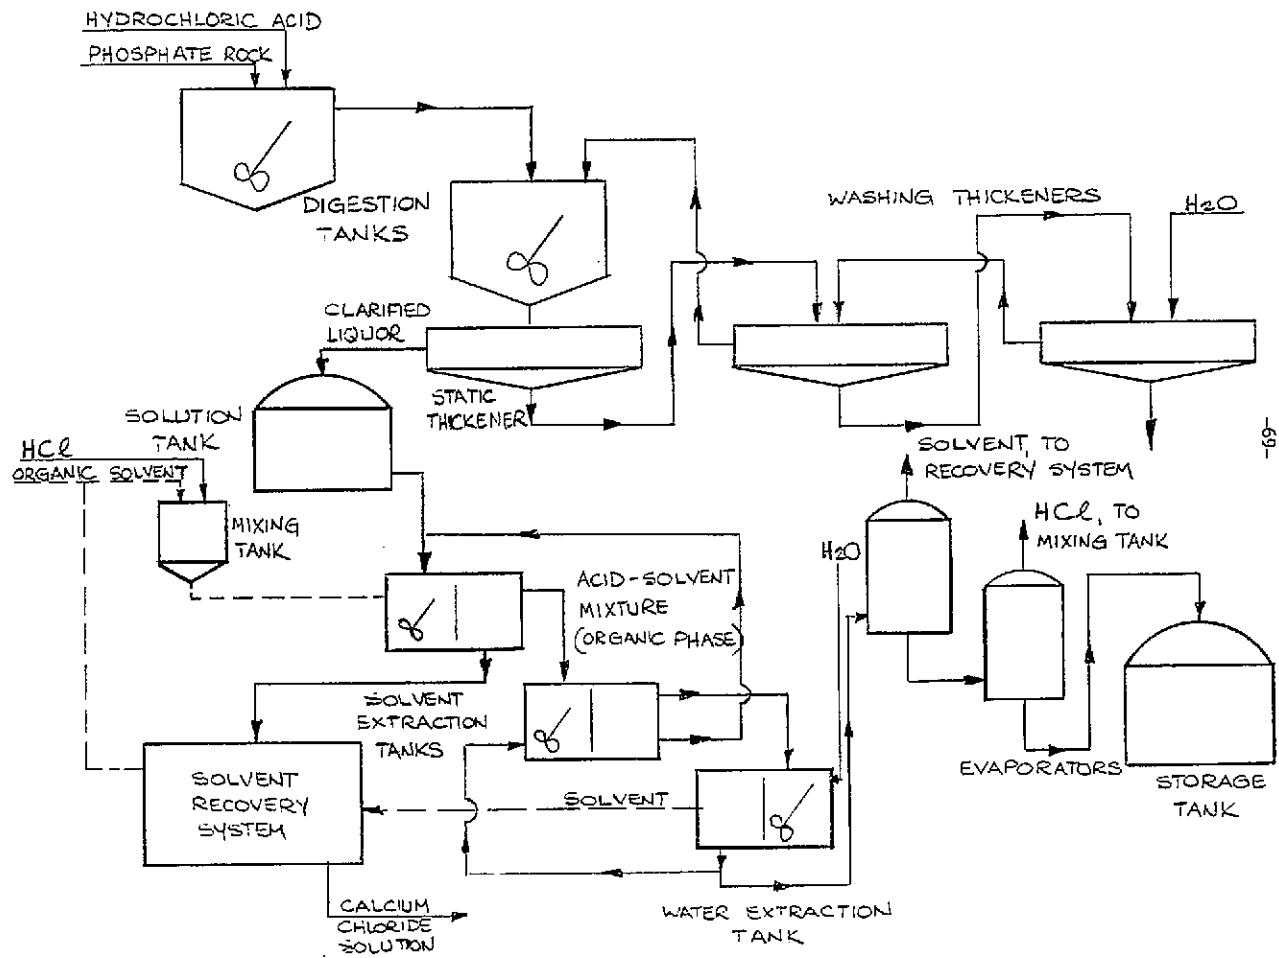 HYDROCHLORIC ACID
PHOSPHATE ROCK
DIGESTION
TANKS
WASHING THICKENERS
H2O
CLARIFIED
LIQUOR
STATIC
THICKENER
SOLUTION
TANK
HCl
ORGANIC SOLVENT
MIXING
TANK
SOLVENT, TO
RECOVERY SYSTEM
-69-
HCl, TO
MIXING TANK
H2O
ACID-SOLVENT
MIXTURE
(ORGANIC PHASE)
SOLVENT
EXTRACTION
TANKS
SOLVENT
RECOVERY
SYSTEM
SOLVENT
EVAPORATORS
STORAGE
TANK
CALCIUM
CHLORIDE
SOLUTION
WATER EXTRACTION
TANK